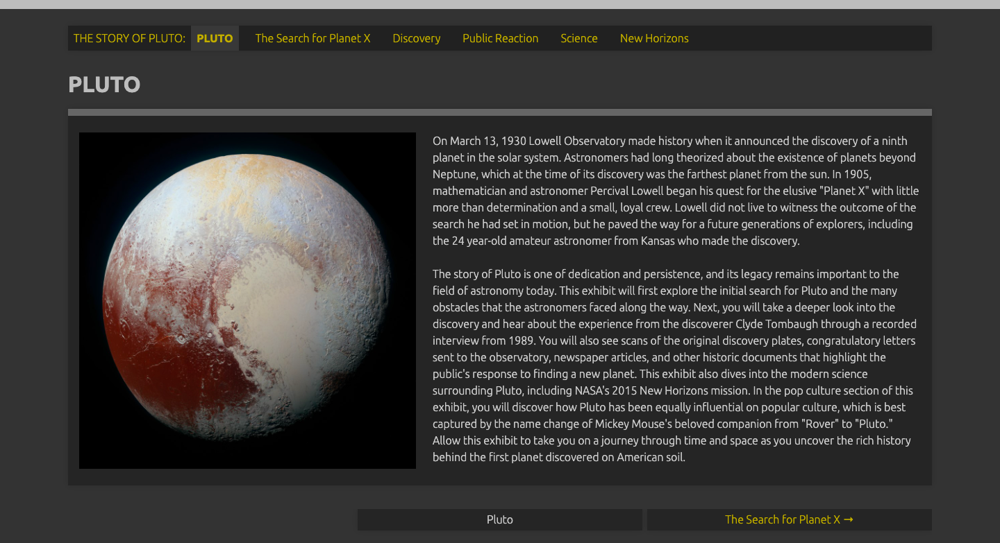 THE STORY OF PLUTO: PLUTO The Search for Planet X Discovery Public Reaction Science New Horizons
PLUTO
On March 13, 1930 Lowell Observatory made history when it announced the discovery of a ninth
planet in the solar system. Astronomers had long theorized about the existence of planets beyond
Neptune, which at the time of its discovery was the farthest planet from the sun. In 1905,
mathematician and astronomer Percival Lowell began his quest for the elusive "Planet X" with little
more than determination and a small, loyal crew. Lowell did not live to witness the outcome of the
search he had set in motion, but he paved the way for a future generations of explorers, including
the 24 year-old amateur astronomer from Kansas who made the discovery.
The story of Pluto is one of dedication and persistence, and its legacy remains important to the
field of astronomy today. This exhibit will first explore the initial search for Pluto and the many
obstacles that the astronomers faced along the way. Next, you will take a deeper look into the
discovery and hear about the experience from the discoverer Clyde Tombaugh through a recorded
interview from 1989. You will also see scans of the original discovery plates, congratulatory letters
sent to the observatory, newspaper articles, and other historic documents that highlight the
public's response to finding a new planet. This exhibit also dives into the modern science
surrounding Pluto, including NASA's 2015 New Horizons mission. In the pop culture section of this
exhibit, you will discover how Pluto has been equally influential on popular culture, which is best
captured by the name change of Mickey Mouse's beloved companion from "Rover" to "Pluto."
Allow this exhibit to take you on a journey through time and space as you uncover the rich history
behind the first planet discovered on American soil.
Pluto
The Search for Planet X →